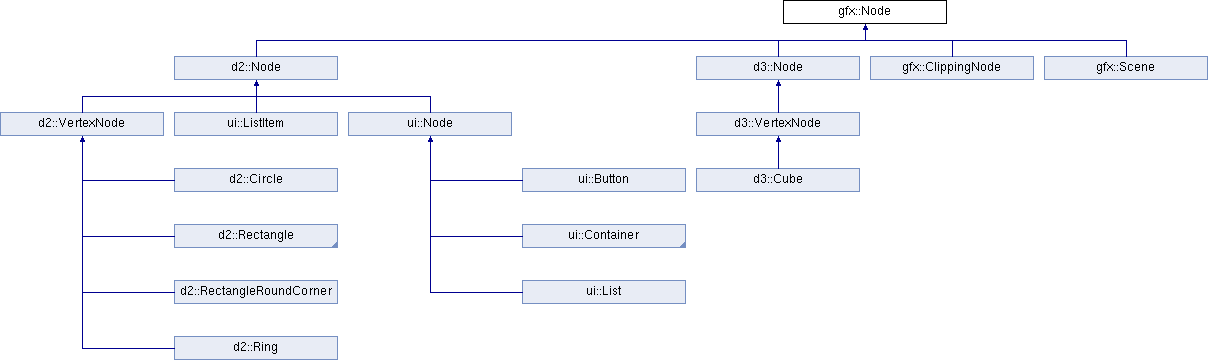 gfx::Node
d2::Node
d3::Node
gfx::ClippingNode
gfx::Scene
d2::VertexNode
ui::ListItem
ui::Node
d3::VertexNode
d2::Circle
ui::Button
d3::Cube
d2::Rectangle
ui::Container
d2::RectangleRoundCorner
ui::List
d2::Ring